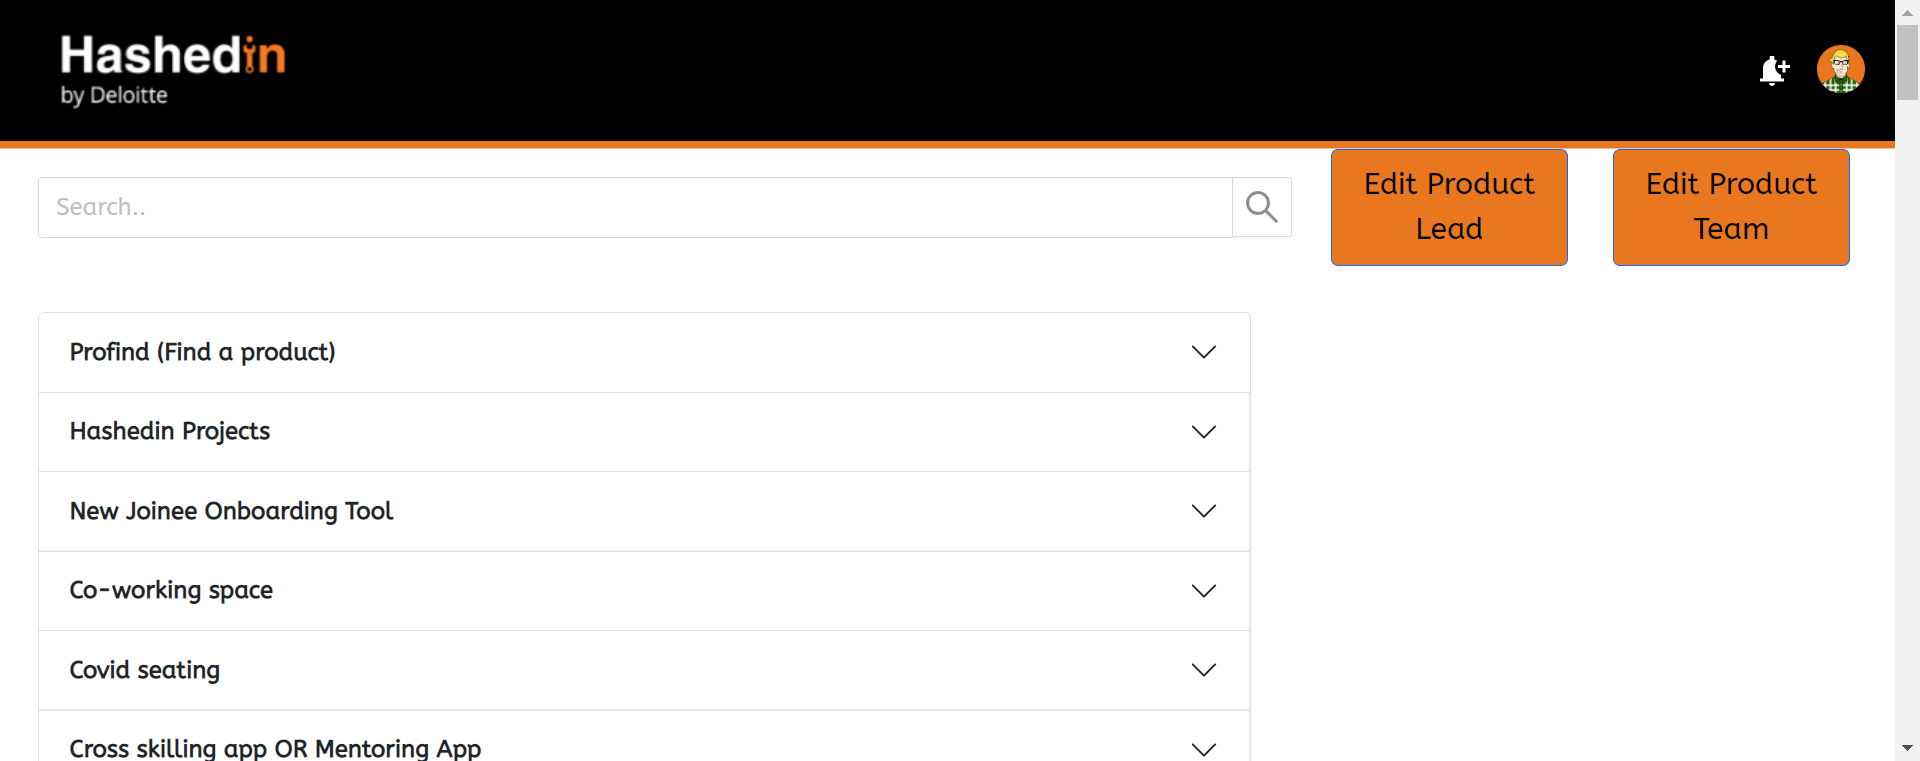 Hashedin
by Deloitte
Search..
Edit Product
Lead
Edit Product
Team
Profind (Find a product)
Hashedin Projects
New Joinee Onboarding Tool
Co-working space
Covid seating
Cross skilling app OR Mentoring App